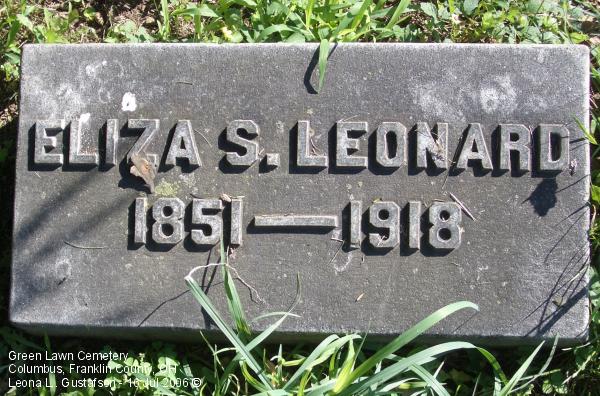 ELIZA S. LEONARD
1851 — 1918
Green Lawn Cemetery
Columbus, Franklin County, OH
Leona L. Gustafson - 16 Jul 2006 ©